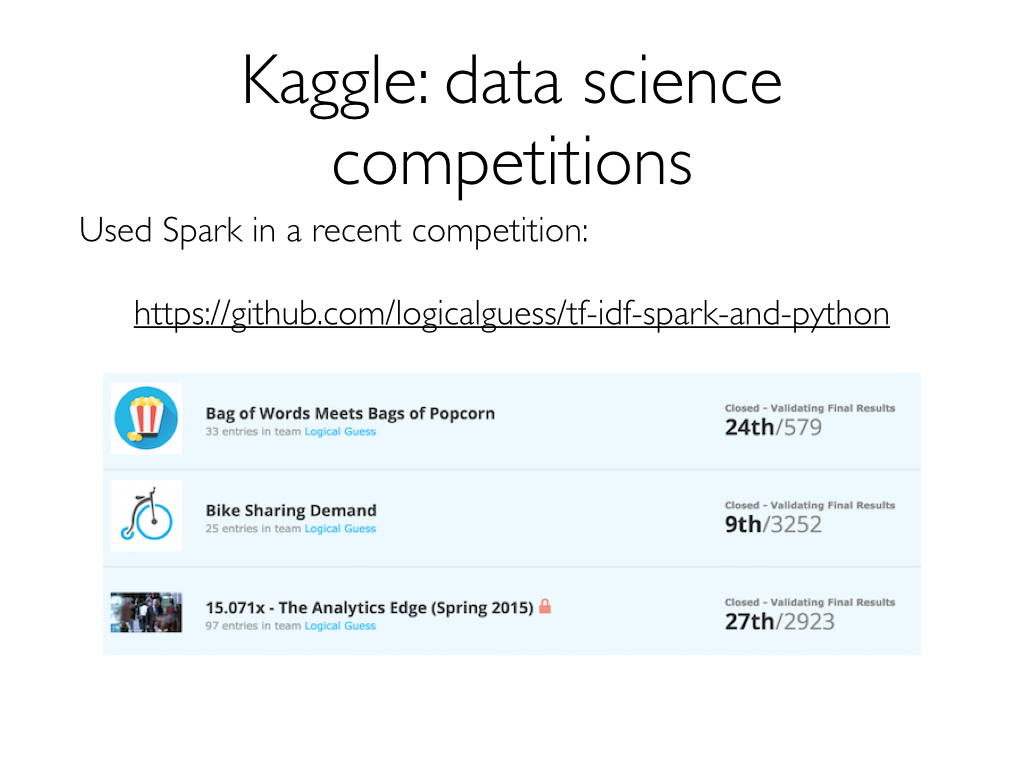 Kaggle: data science
competitions
Used Spark in a recent competition:
https://github.com/logicalguess/tf-idf-spark-and-python
Bag of Words Meets Bags of Popcorn
33 entries in team Logical Guess
Closed - Validating Final Results
24th/579
Bike Sharing Demand
25 entries in team Logical Guess
Closed - Validating Final Results
9th/3252
15.071x - The Analytics Edge (Spring 2015)
97 entries in team Logical Guess
Closed - Validating Final Results
27th/2923